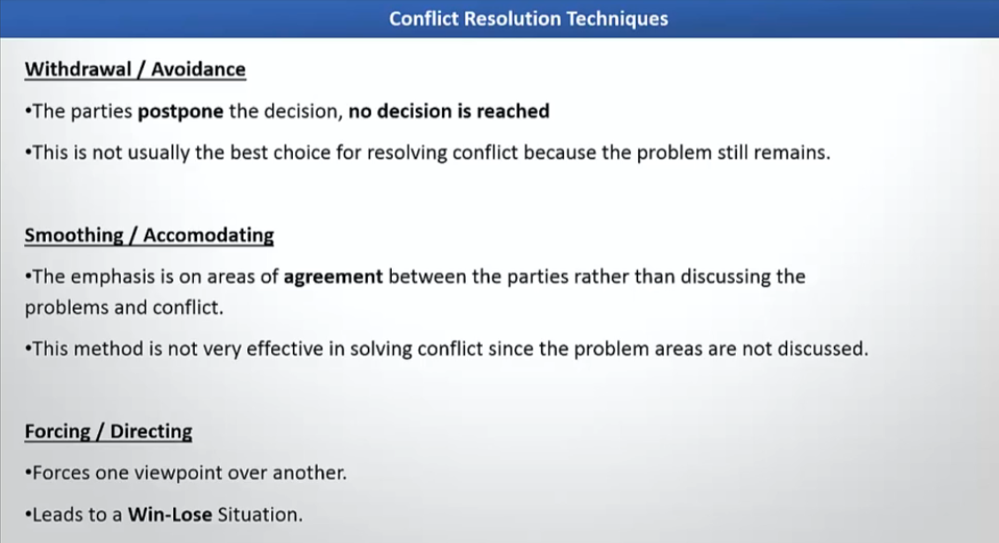 Conflict Resolution Techniques
Withdrawal / Avoidance
•The parties postpone the decision, no decision is reached
•This is not usually the best choice for resolving conflict because the problem still remains.
Smoothing / Accomodating
•The emphasis is on areas of agreement between the parties rather than discussing the
problems and conflict.
•This method is not very effective in solving conflict since the problem areas are not discussed.
Forcing / Directing
•Forces one viewpoint over another.
•Leads to a Win-Lose Situation.